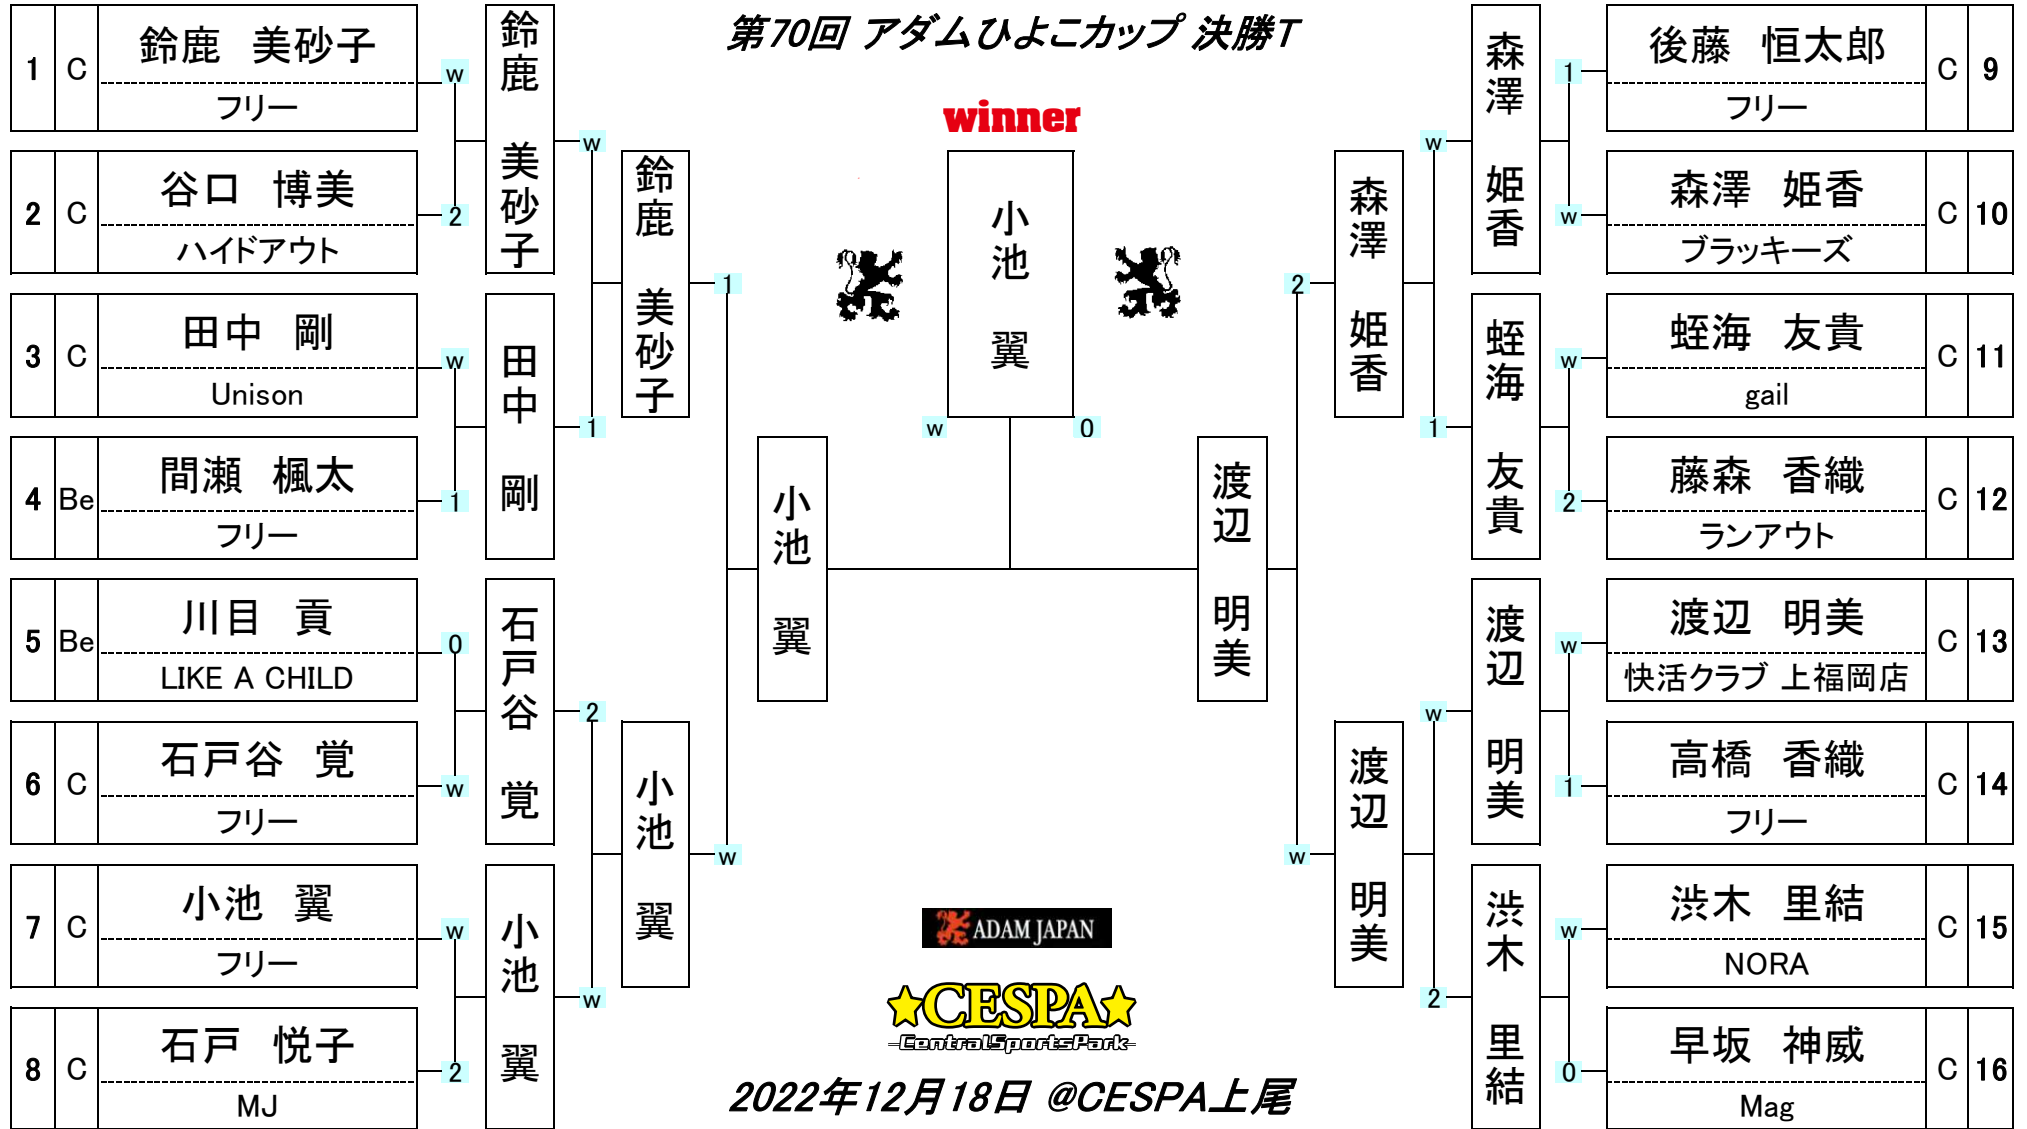 第70回 アダムひよこカップ 決勝T
winner
1 C 鈴鹿 美砂子
フリー
w
2 C 谷口 博美
ハイドアウト
2
3 C 田中 剛
Unison
w
4 Be 間瀬 楓太
フリー
1
5 Be 川目 貢
LIKE A CHILD
0
6 C 石戸谷 覚
フリー
w
7 C 小池 翼
フリー
w
8 C 石戸 悦子
MJ
2
鈴鹿 美砂子
w
田中 剛
1
石戸谷 覚
2
小池 翼
w
鈴鹿 美砂子
1
小池 翼
w
小池 翼
小池 翼
w 0
渡辺 明美
森澤 姫香
2
渡辺 明美
w
森澤 姫香
w
蛭海 友貴
1
渡辺 明美
w
渋木 里結
2
1
後藤 恒太郎 C 9
フリー
w
森澤 姫香 C 10
ブラッキーズ
w
蛭海 友貴 C 11
gail
2
藤森 香織 C 12
ランアウト
w
渡辺 明美 C 13
快活クラブ 上福岡店
1
高橋 香織 C 14
フリー
w
渋木 里結 C 15
NORA
0
早坂 神威 C 16
Mag
ADAM JAPAN
CESPA
CentralSportsPark
2022年12月18日 @CESPA上尾